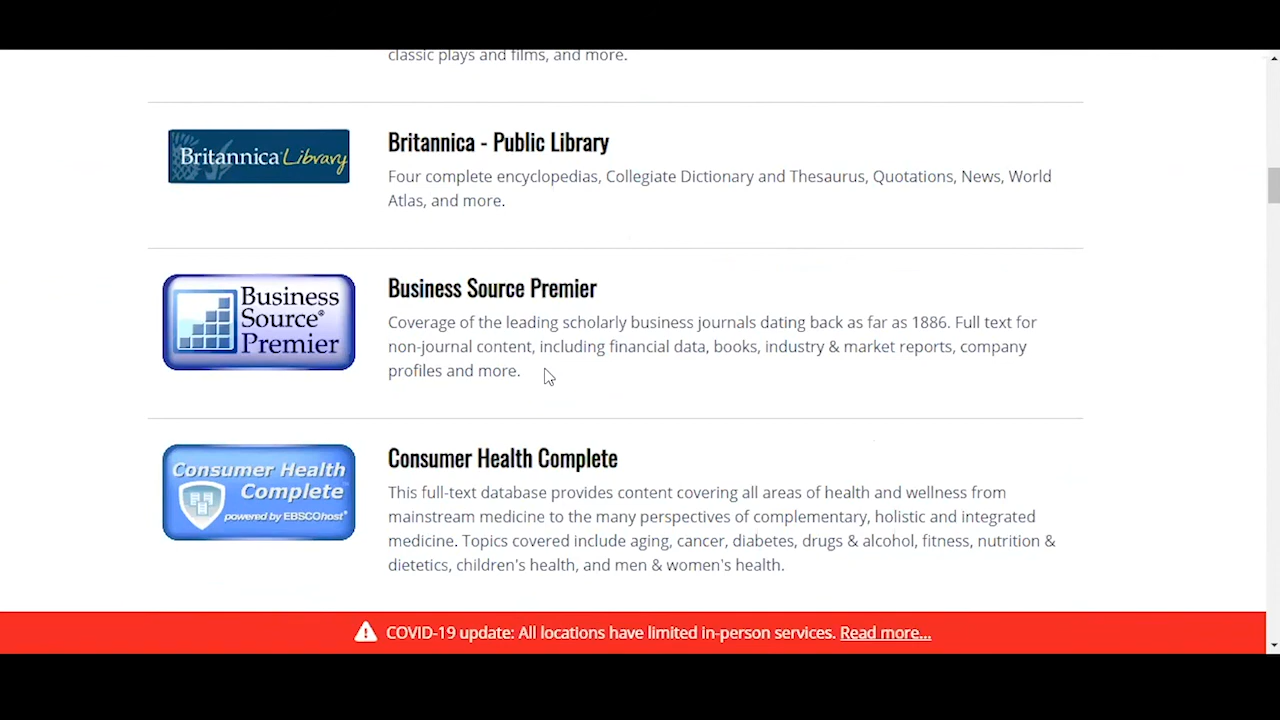 classic plays and films, and more.
Britannica Library
Britannica - Public Library
Four complete encyclopedias, Collegiate Dictionary and Thesaurus, Quotations, News, World
Atlas, and more.
Business
Source®
Premier
Business Source Premier
Coverage of the leading scholarly business journals dating back as far as 1886. Full text for
non-journal content, including financial data, books, industry & market reports, company
profiles and more.
Consumer Health
Complete
powered by EBSCOhost®
Consumer Health Complete
This full-text database provides content covering all areas of health and wellness from
mainstream medicine to the many perspectives of complementary, holistic and integrated
medicine. Topics covered include aging, cancer, diabetes, drugs & alcohol, fitness, nutrition &
dietetics, children's health, and men & women's health.
COVID-19 update: All locations have limited in-person services. Read more...